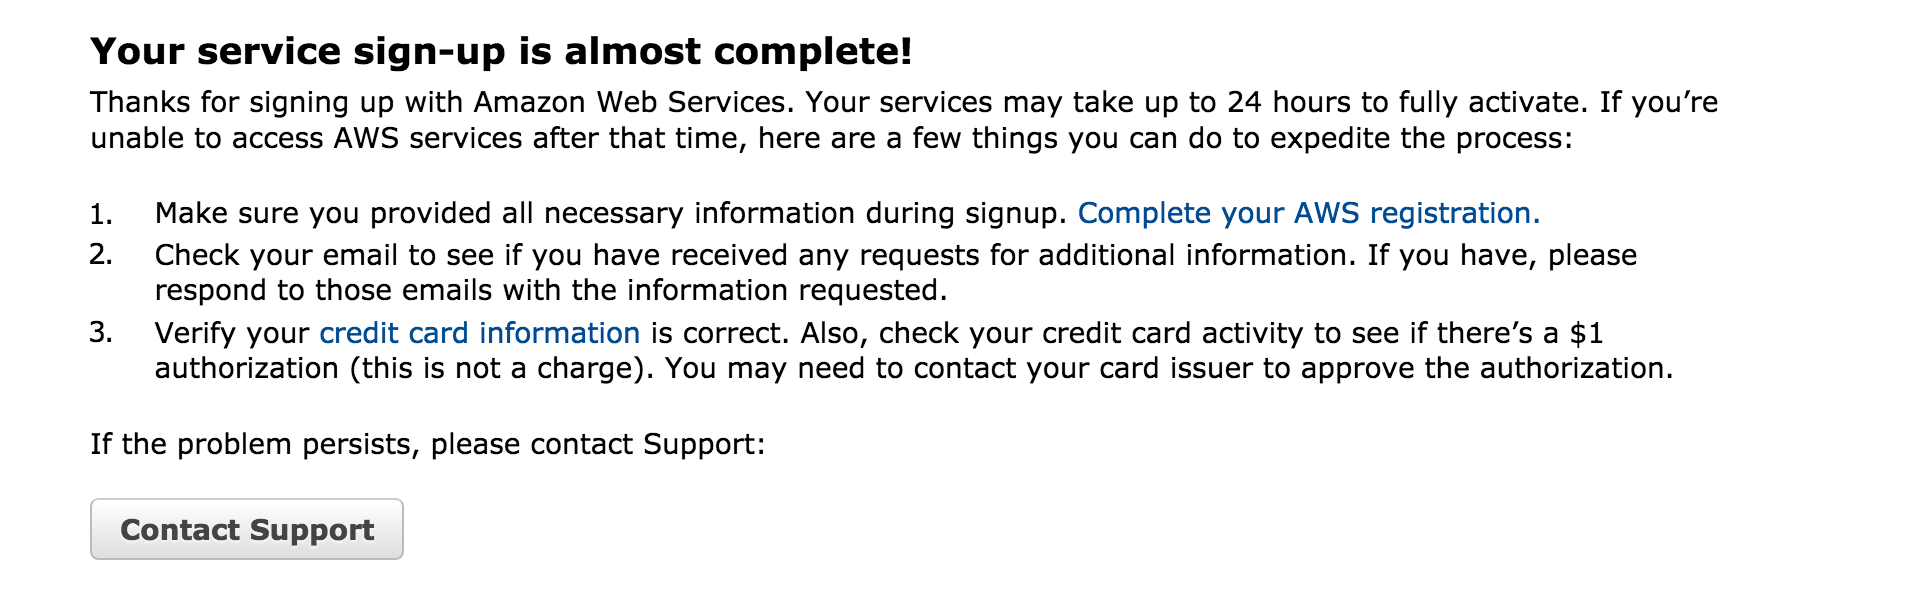 Your service sign-up is almost complete!
Thanks for signing up with Amazon Web Services. Your services may take up to 24 hours to fully activate. If you’re
unable to access AWS services after that time, here are a few things you can do to expedite the process:
1. Make sure you provided all necessary information during signup. Complete your AWS registration.
2. Check your email to see if you have received any requests for additional information. If you have, please
respond to those emails with the information requested.
3. Verify your credit card information is correct. Also, check your credit card activity to see if there’s a $1
authorization (this is not a charge). You may need to contact your card issuer to approve the authorization.
If the problem persists, please contact Support:
Contact Support